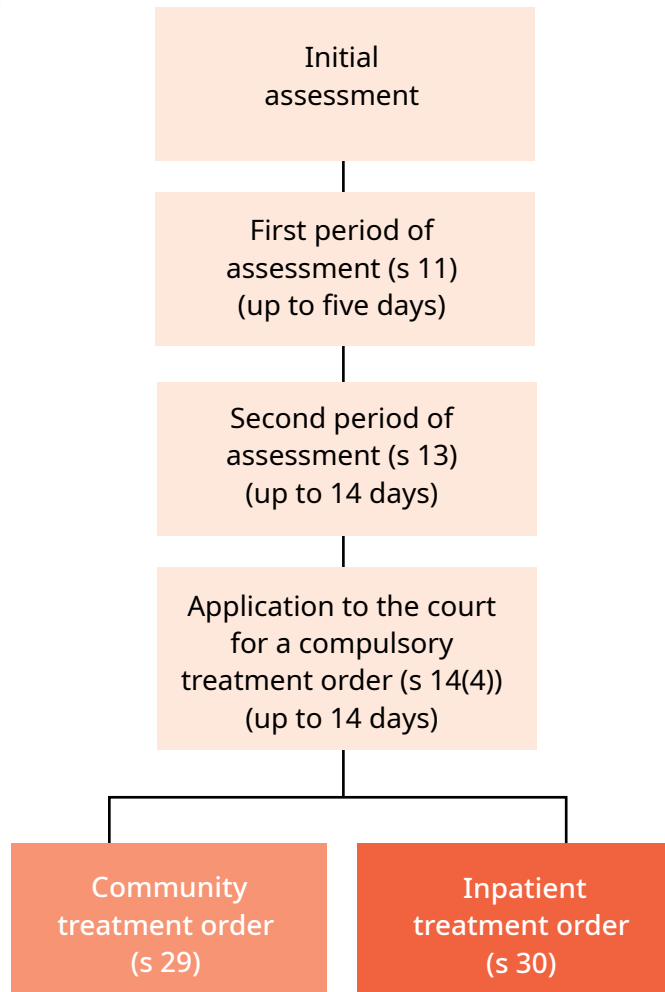 Initial
assessment
First period of
assessment (s 11)
(up to five days)
Second period of
assessment (s 13)
(up to 14 days)
Application to the court
for a compulsory
treatment order (s 14(4))
(up to 14 days)
Community
treatment order
(s 29)
Inpatient
treatment order
(s 30)